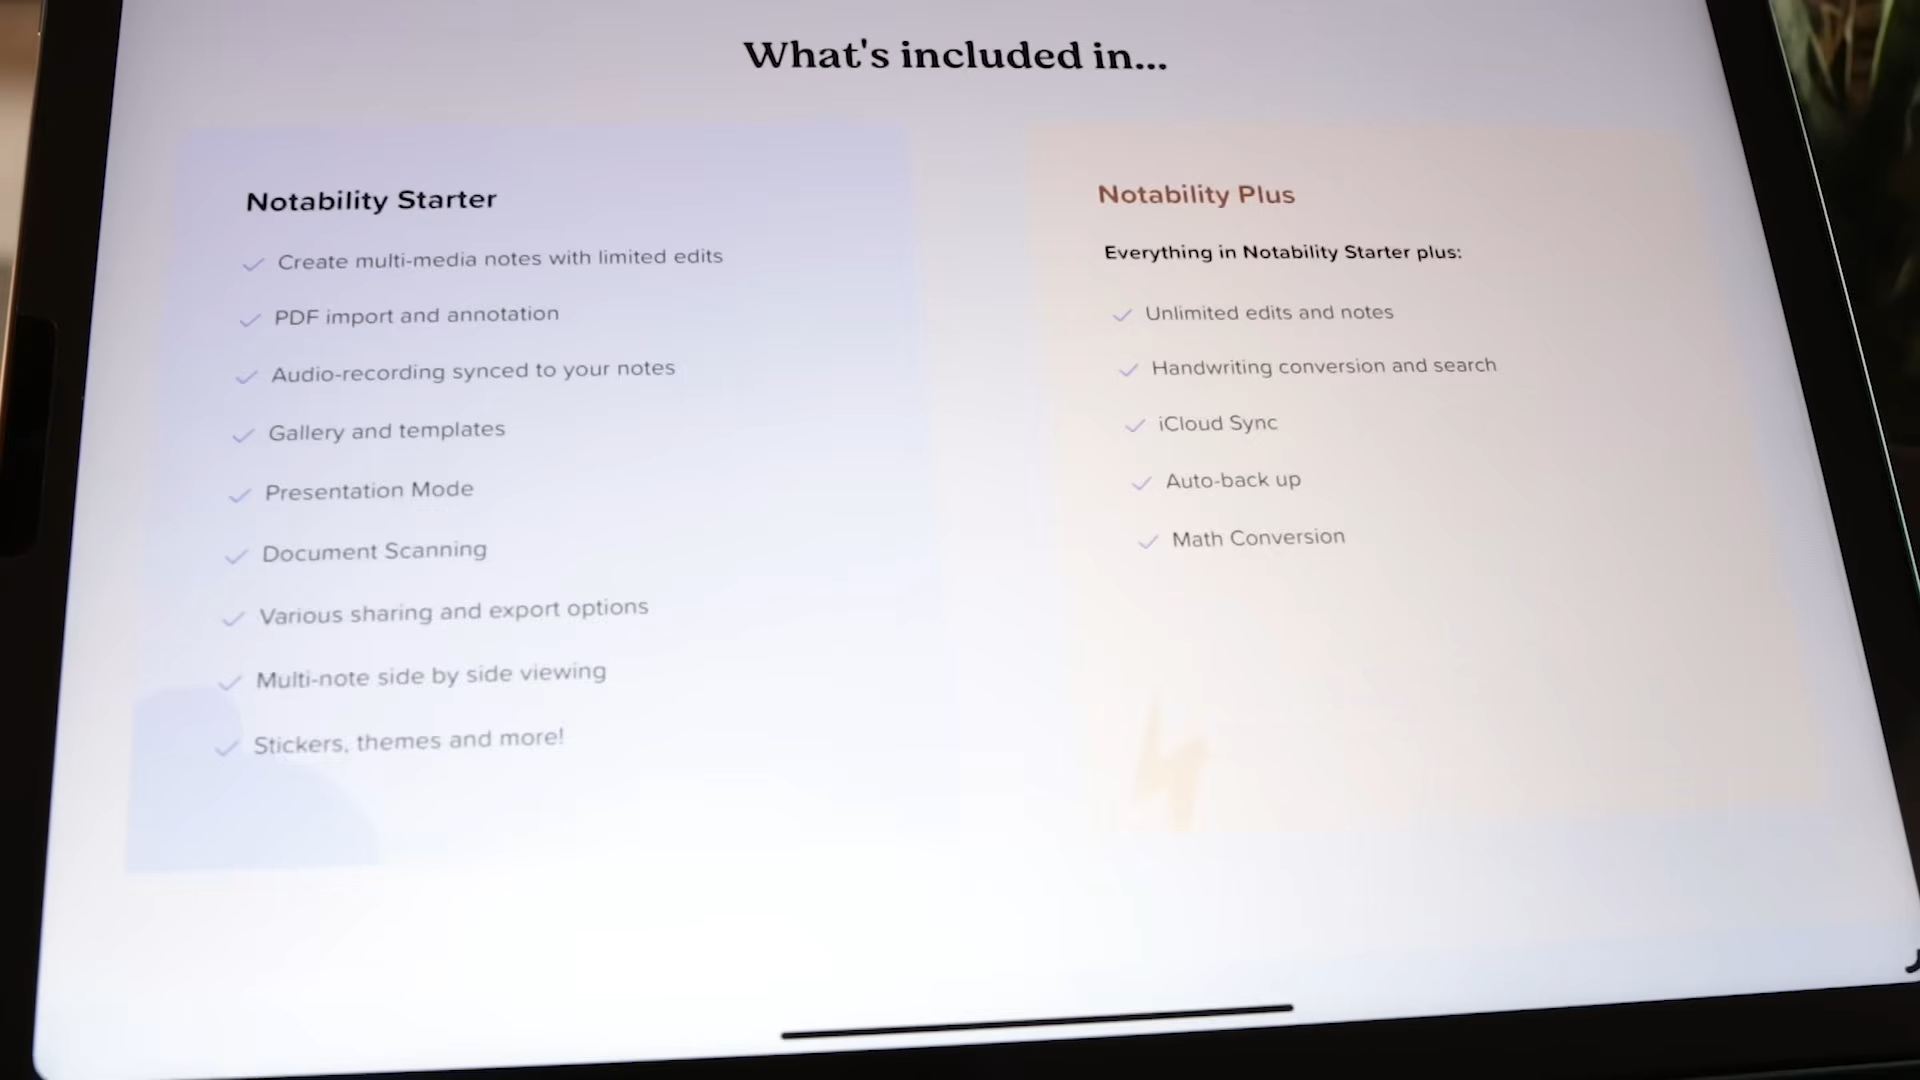 What's included in...
Notability Starter
Create multi-media notes with limited edits
PDF import and annotation
Audio-recording synced to your notes
Gallery and templates
Presentation Mode
Document Scanning
Various sharing and export options
Multi-note side by side viewing
Stickers, themes and more!
Notability Plus
Everything in Notability Starter plus:
Unlimited edits and notes
Handwriting conversion and search
iCloud Sync
Auto-back up
Math Conversion